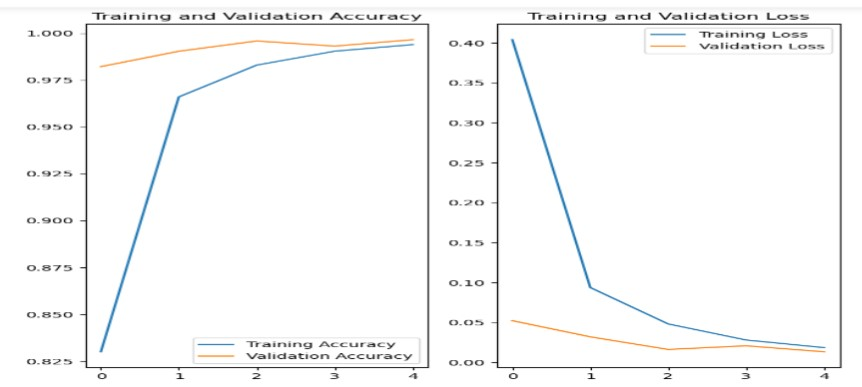 Training and Validation Accuracy
1.000
0.975
0.950
0.925
0.900
0.875
0.850
0.825
0 1 2 3 4
Training Accuracy
Validation Accuracy
Training and Validation Loss
0.40
0.35
0.30
0.25
0.20
0.15
0.10
0.05
0.00
0 1 2 3 4
Training Loss
Validation Loss